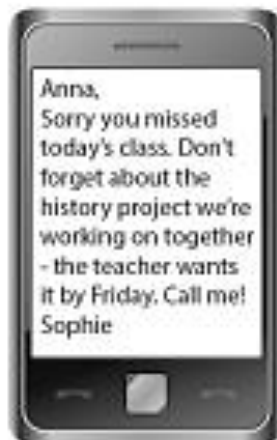 Anna,
Sorry you missed
today's class. Don't
forget about the
history project we're
working on together
- the teacher wants
it by Friday. Call me!
Sophie